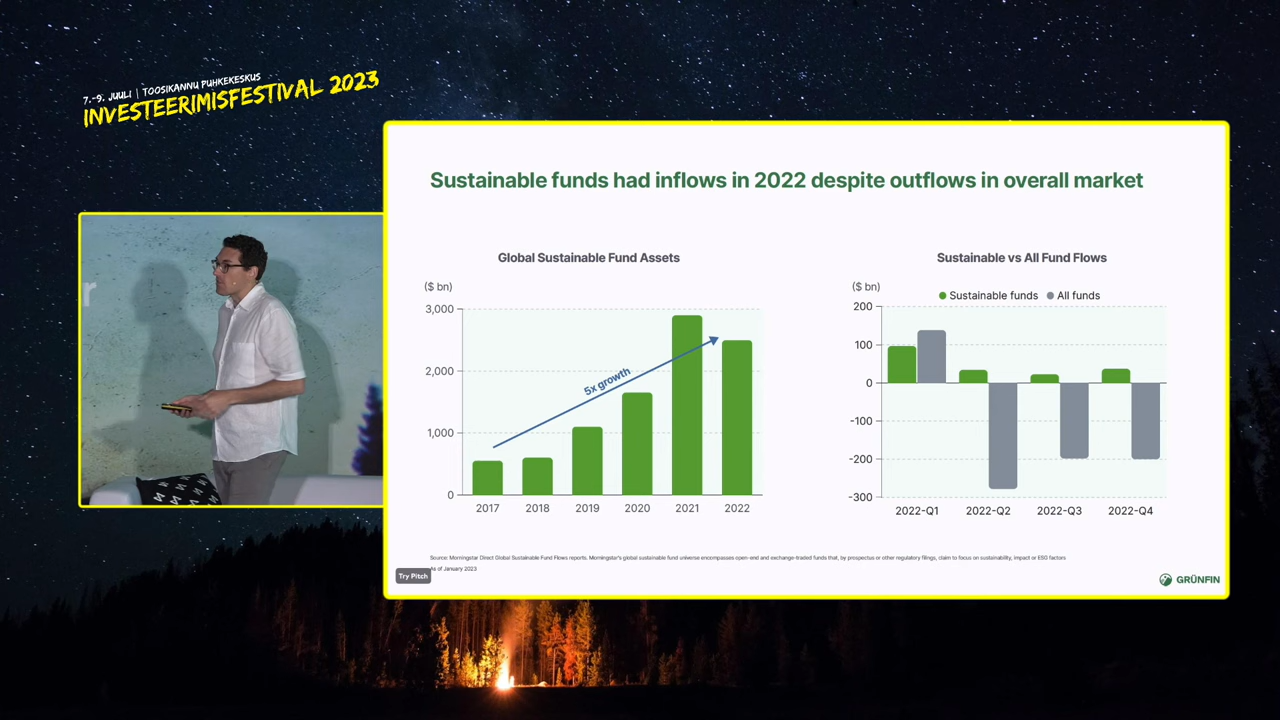 7.-9. JUULI | TOOSIKANNU PUHKEKESKUS
INVESTEERIMISFESTIVAL 2023
r
Sustainable funds had inflows in 2022 despite outflows in overall market
Global Sustainable Fund Assets
($ bn)
3,000
2,000
1,000
0
5x growth
2017 2018 2019 2020 2021 2022
Sustainable vs All Fund Flows
($ bn)
Sustainable funds All funds
200
100
0
-100
-200
-300
2022-Q1 2022-Q2 2022-Q3 2022-Q4
Source: Morningstar Direct Global Sustainable Fund Flows reports. Morningstar's global sustainable fund universe encompasses open-end and exchange-traded funds that, by prospectus or other regulatory filings, claim to focus on sustainability, impact or ESG factors
As of January 2023
Try Pitch
GRÜNFIN